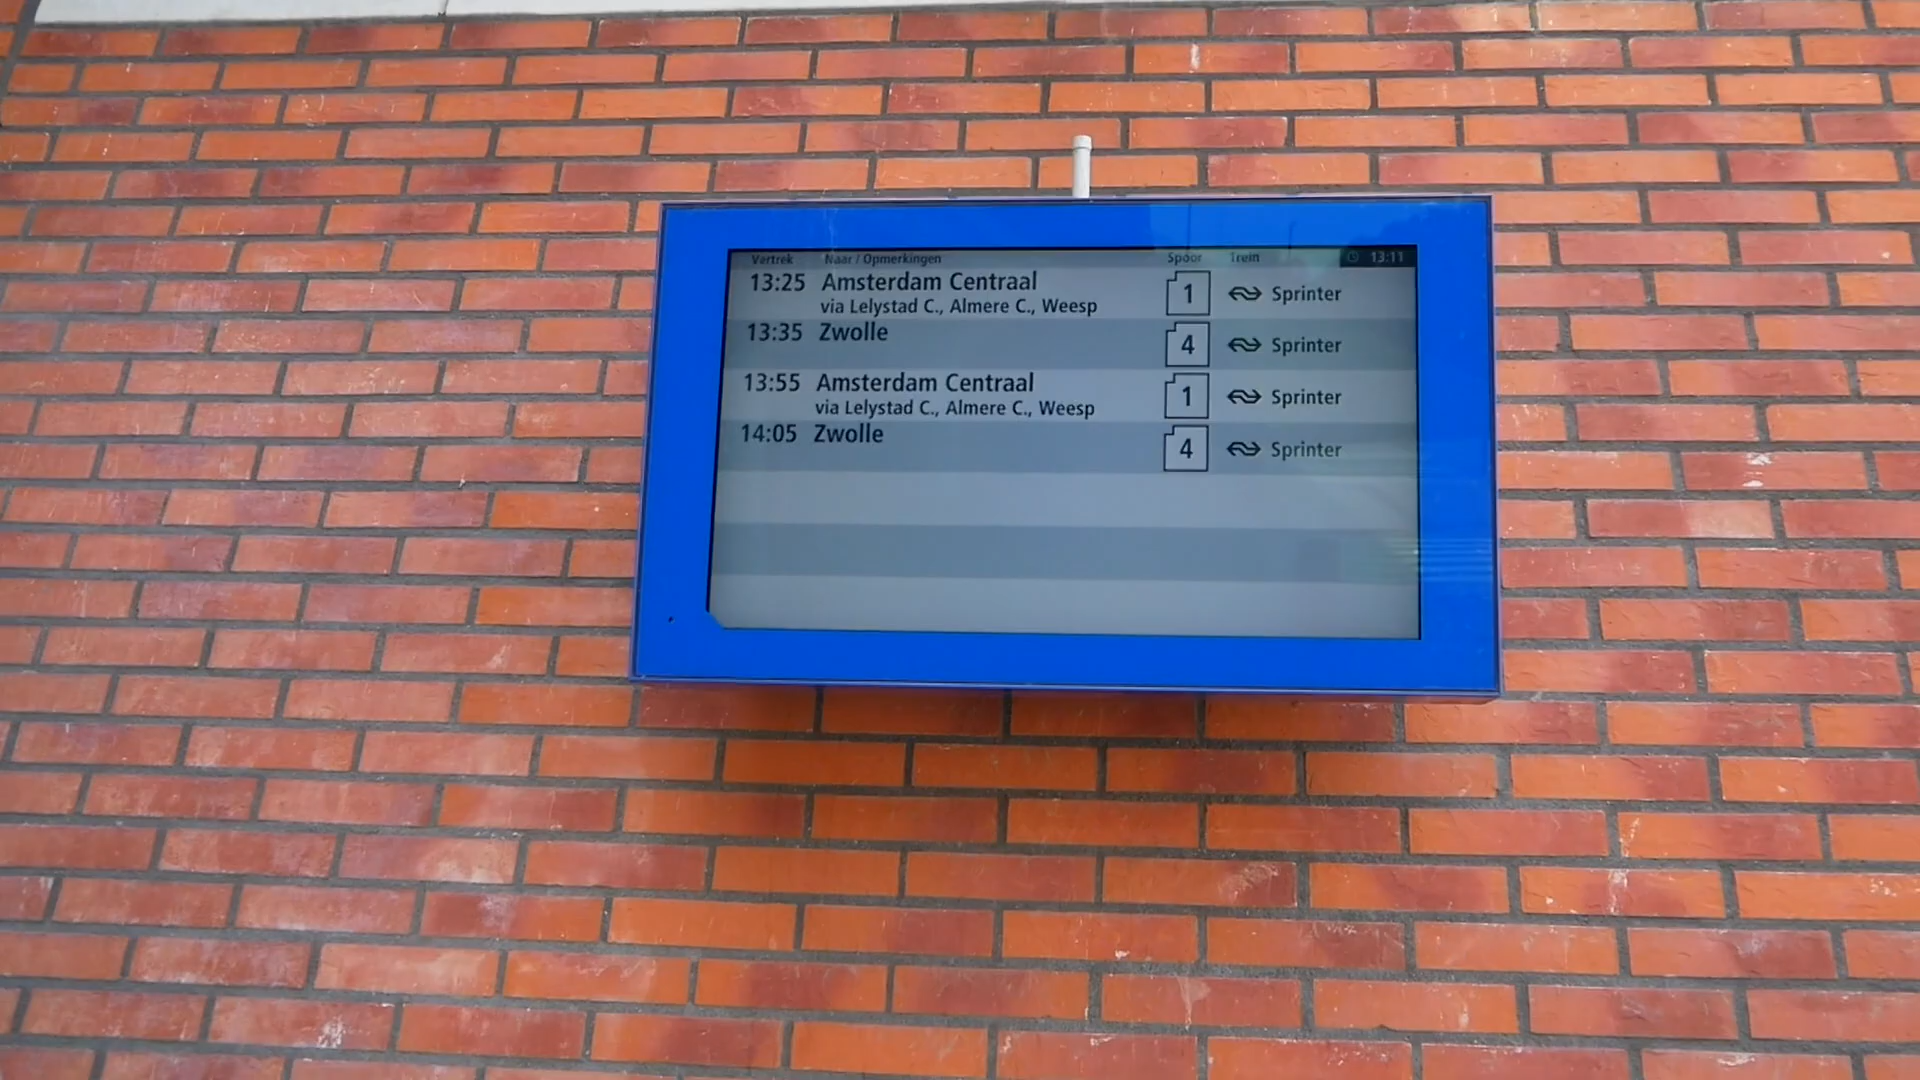 Vertrek Naar / Opmerkingen Spoor Trein 13:11
13:25 Amsterdam Centraal 1 Sprinter
via Lelystad C., Almere C., Weesp
13:35 Zwolle 4 Sprinter
13:55 Amsterdam Centraal 1 Sprinter
via Lelystad C., Almere C., Weesp
14:05 Zwolle 4 Sprinter